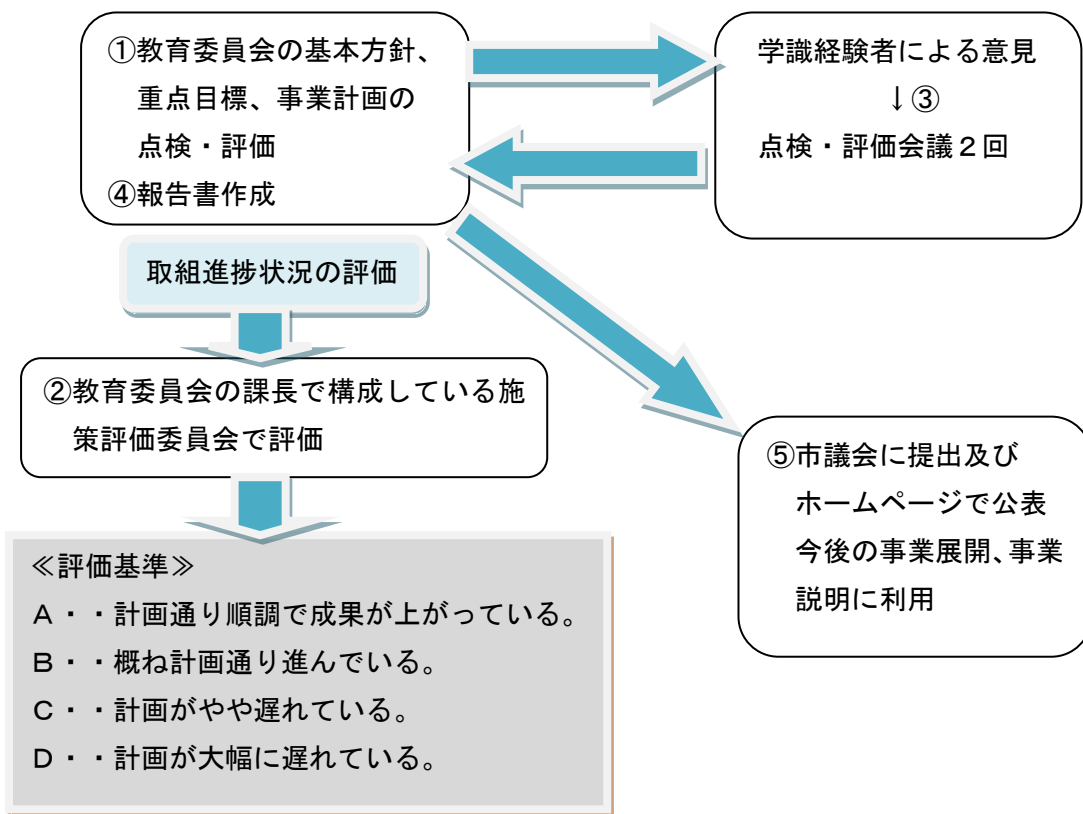 ①教育委員会の基本方針、
重点目標、事業計画の
点検・評価
④報告書作成
学識経験者による意見
↓③
点検・評価会議２回
取組進捗状況の評価
②教育委員会の課長で構成している施
策評価委員会で評価
⑤市議会に提出及び
ホームページで公表
今後の事業展開、事業
説明に利用
≪評価基準≫
Ａ・・計画通り順調で成果が上がっている。
Ｂ・・概ね計画通り進んでいる。
Ｃ・・計画がやや遅れている。
Ｄ・・計画が大幅に遅れている。